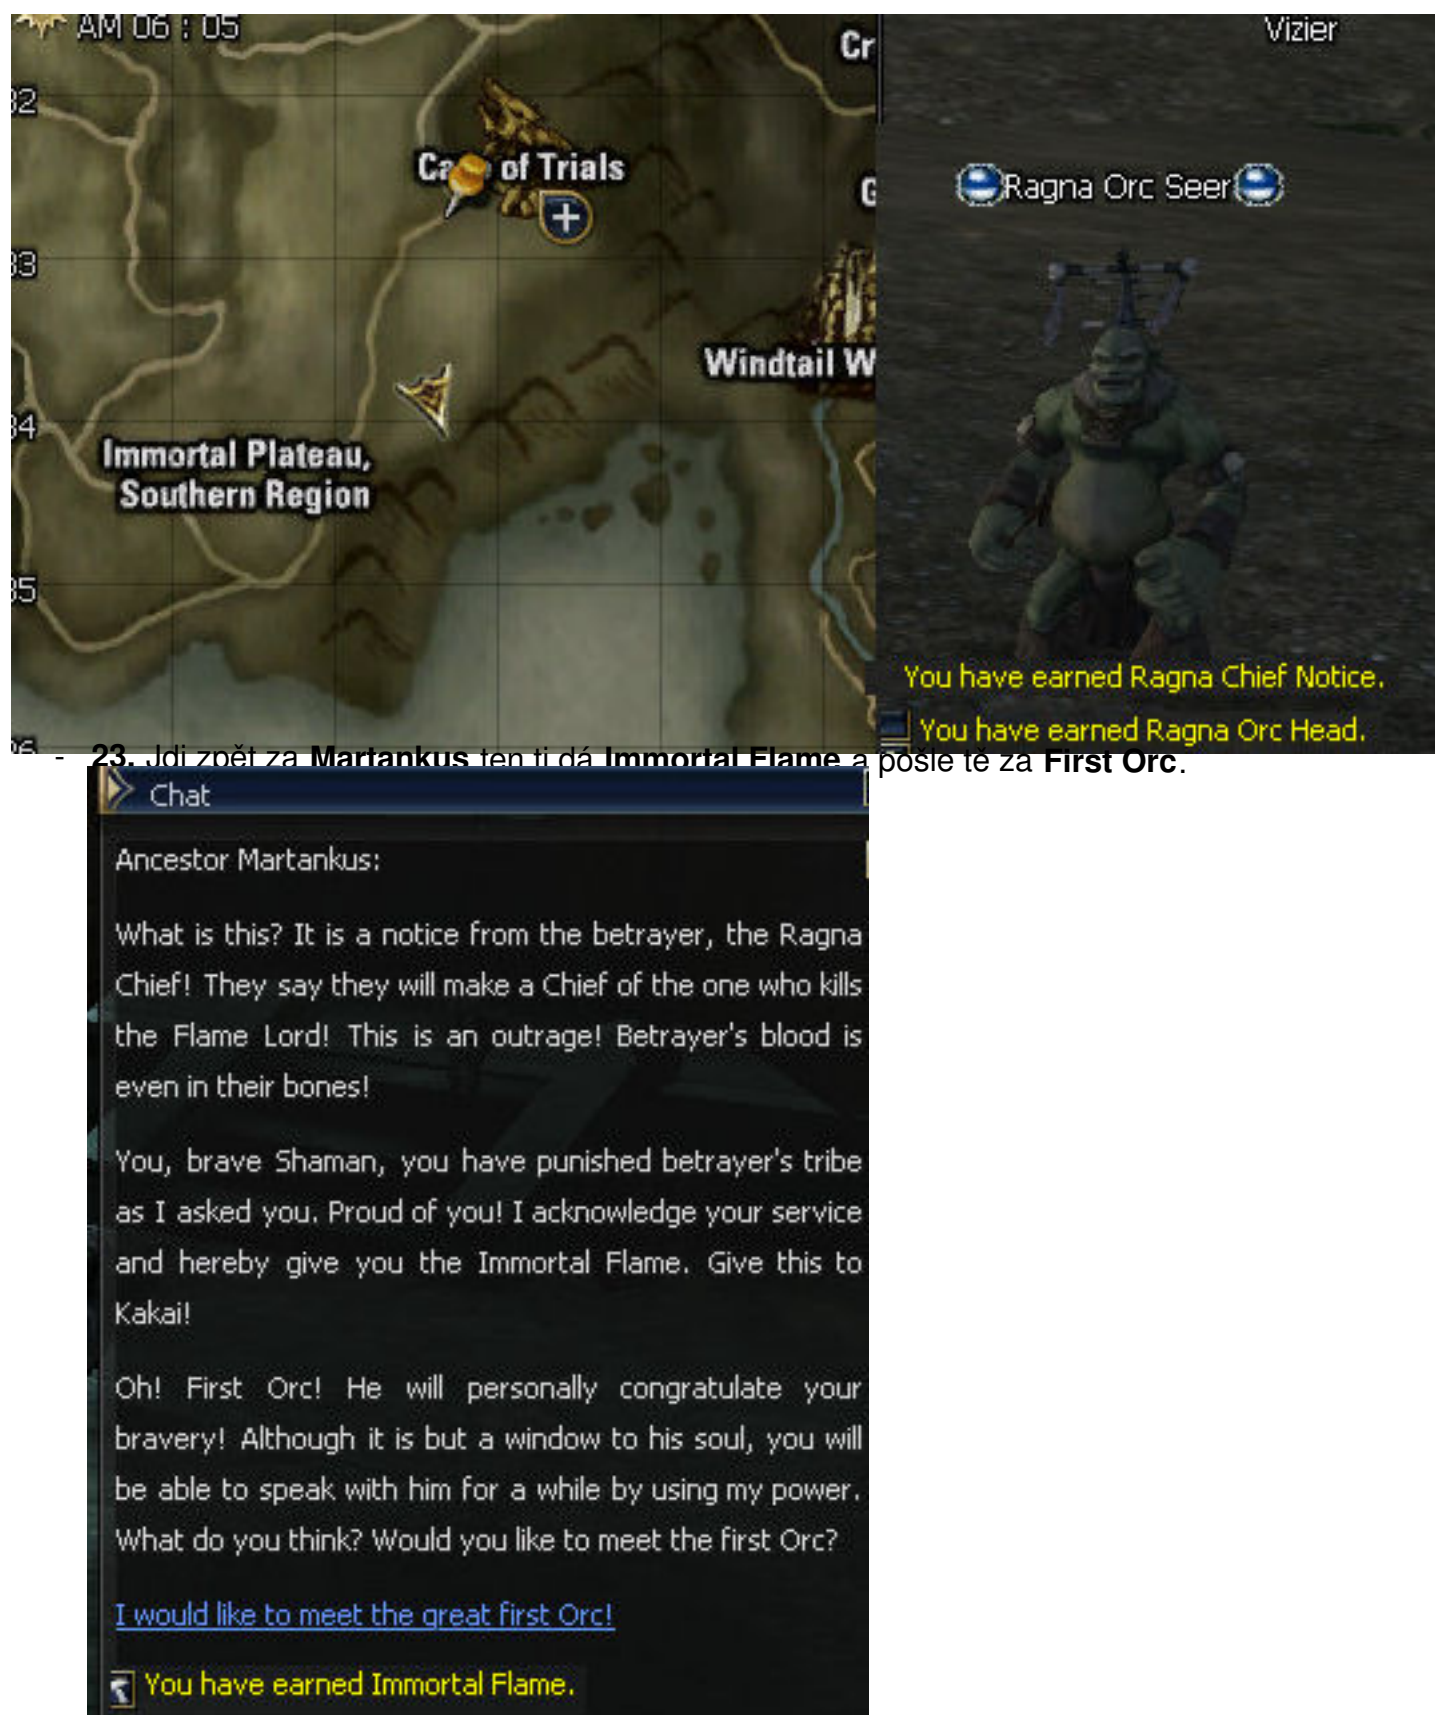 AM 06 : 05
Vizier
Cr
32
of Trials
Ragna Orc Seer
G
33
Windtail W
34
Immortal Plateau,
Southern Region
35
You have earned Ragna Chief Notice.
You have earned Ragna Orc Head.
- 23. Jdi zpět za Martankus ten ti dá Immortal Flame a pošle tě za First Orc.
Chat
Ancestor Martankus:
What is this? It is a notice from the betrayer, the Ragna
Chief! They say they will make a Chief of the one who kills
the Flame Lord! This is an outrage! Betrayer's blood is
even in their bones!
You, brave Shaman, you have punished betrayer's tribe
as I asked you. Proud of you! I acknowledge your service
and hereby give you the Immortal Flame. Give this to
Kakai!
Oh! First Orc! He will personally congratulate your
bravery! Although it is but a window to his soul, you will
be able to speak with him for a while by using my power.
What do you think? Would you like to meet the first Orc?
I would like to meet the great first Orc!
You have earned Immortal Flame.